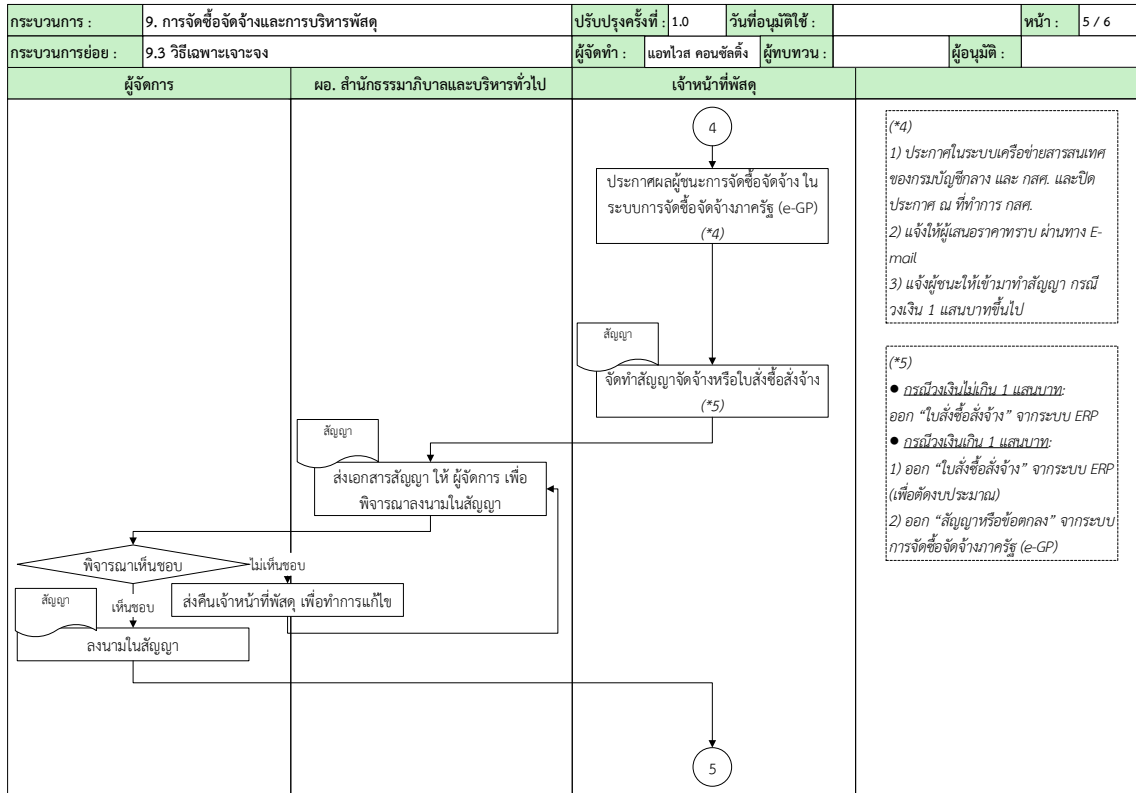 กระบวนการ : 9. การจัดซื้อจัดจ้างและการบริหารพัสดุ ปรับปรุงครั้งที่ : 1.0 วันที่อนุมัติใช้ : หน้า : 5 / 6
กระบวนการย่อย : 9.3 วิธีเฉพาะเจาะจง ผู้จัดทำ : แอทไวส คอนซัลติ้ง ผู้ทบทวน : ผู้อนุมัติ :
ผู้จัดการ ผอ. สำนักธรรมาภิบาลและบริหารทั่วไป เจ้าหน้าที่พัสดุ
4
ประกาศผลผู้ชนะการจัดซื้อจัดจ้าง ใน
ระบบการจัดซื้อจัดจ้างภาครัฐ (e-GP)
(*4)
(*4)
1) ประกาศในระบบเครือข่ายสารสนเทศ
ของกรมบัญชีกลาง และ กสศ. และปิด
ประกาศ ณ ที่ทำการ กสศ.
2) แจ้งให้ผู้เสนอราคาทราบ ผ่านทาง E-
mail
3) แจ้งผู้ชนะให้เข้ามาทำสัญญา กรณี
วงเงิน 1 แสนบาทขึ้นไป
สัญญา
จัดทำสัญญาจัดจ้างหรือใบสั่งซื้อสั่งจ้าง
(*5)
(*5)
● กรณีวงเงินไม่เกิน 1 แสนบาท:
ออก “ใบสั่งซื้อสั่งจ้าง” จากระบบ ERP
● กรณีวงเงินเกิน 1 แสนบาท:
1) ออก “ใบสั่งซื้อสั่งจ้าง” จากระบบ ERP
(เพื่อตัดงบประมาณ)
2) ออก “สัญญาหรือข้อตกลง” จากระบบ
การจัดซื้อจัดจ้างภาครัฐ (e-GP)
สัญญา
ส่งเอกสารสัญญา ให้ ผู้จัดการ เพื่อ
พิจารณาลงนามในสัญญา
พิจารณาเห็นชอบ
ไม่เห็นชอบ
ส่งคืนเจ้าหน้าที่พัสดุ เพื่อทำการแก้ไข
สัญญา
เห็นชอบ
ลงนามในสัญญา
5